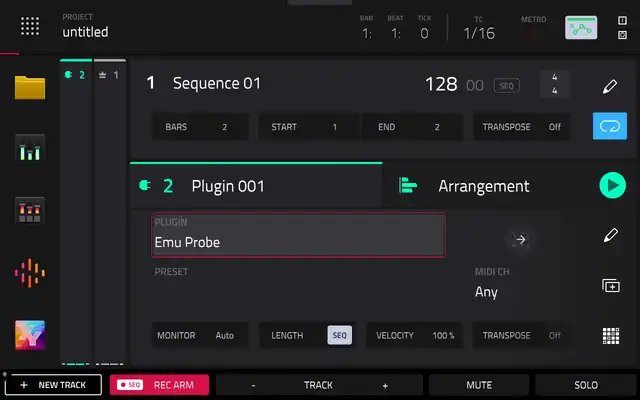 PROJECT
untitled
BAR BEAT TICK
1: 1: 0
TC
1/16
METRO
2 1
1 Sequence 01
128 00 SEQ
4
4
BARS 2 START 1 END 2 TRANSPOSE Off
2 Plugin 001
Arrangement
PLUGIN
Emu Probe
PRESET
MIDI CH
Any
MONITOR Auto LENGTH SEQ VELOCITY 100 % TRANSPOSE Off
+ NEW TRACK SEQ REC ARM - TRACK + MUTE SOLO